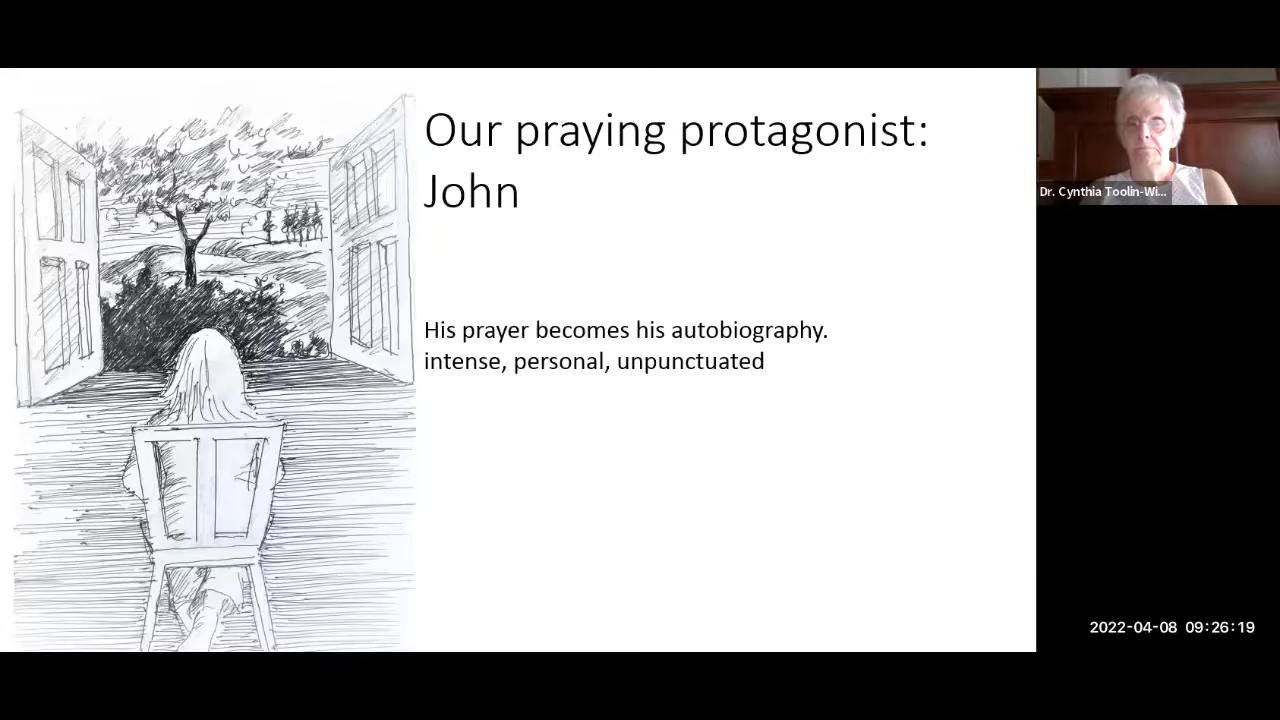 Our praying protagonist:
John
His prayer becomes his autobiography.
intense, personal, unpunctuated
Dr. Cynthia Toolin-Wi...
2022-04-08 09:26:19